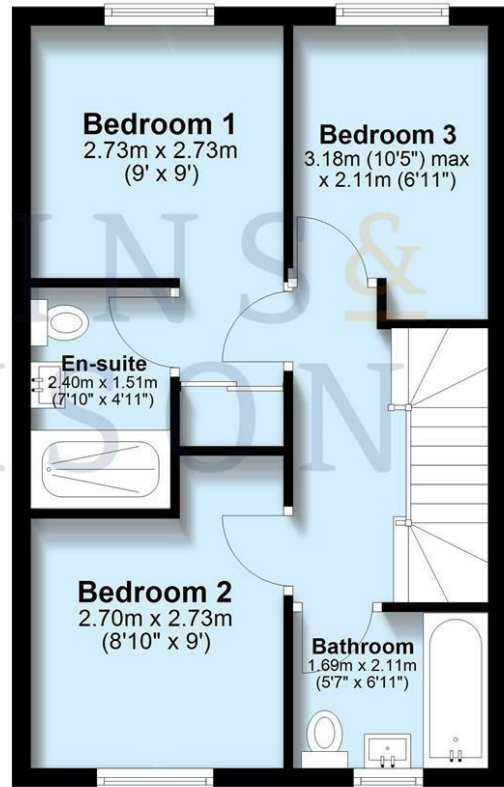 Bedroom 1
2.73m x 2.73m
(9' x 9')
Bedroom 3
3.18m (10'5") max
x 2.11m (6'11")
INS &
En-suite
2.40m x 1.51m
(7'10" x 4'11")
ISON
Bedroom 2
2.70m x 2.73m
(8'10" x 9')
Bathroom
1.69m x 2.11m
(5'7" x 6'11")